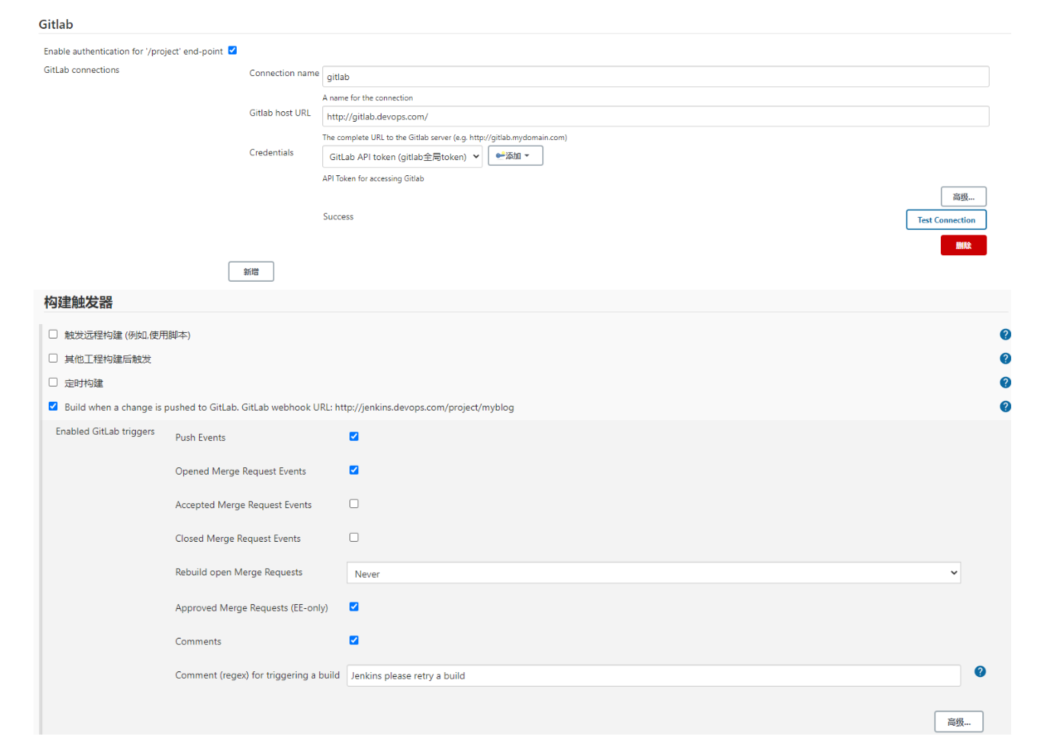 Gitlab
Enable authentication for '/project' end-point
GitLab connections
Connection name
gitlab
A name for the connection
Gitlab host URL
http://gitlab.devops.com/
The complete URL to the Gitlab server (e.g. http://gitlab.mydomain.com)
Credentials
GitLab API token (gitlab全局token)
添加
API Token for accessing Gitlab
高级...
Success
Test Connection
删除
新增
构建触发器
触发远程构建 (例如,使用脚本)
其他工程构建后触发
定时构建
Build when a change is pushed to GitLab. GitLab webhook URL: http://jenkins.devops.com/project/myblog
Enabled GitLab triggers
Push Events
Opened Merge Request Events
Accepted Merge Request Events
Closed Merge Request Events
Rebuild open Merge Requests
Never
Approved Merge Requests (EE-only)
Comments
Comment (regex) for triggering a build
Jenkins please retry a build
高级...